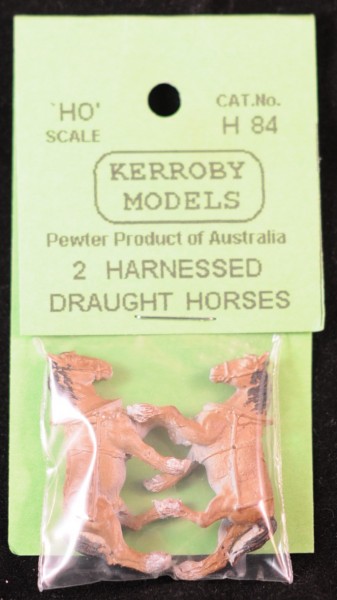 'HO'
SCALE
CAT.No.
H 84
KERROBY
MODELS
Pewter Product of Australia
2 HARNESSED
DRAUGHT HORSES